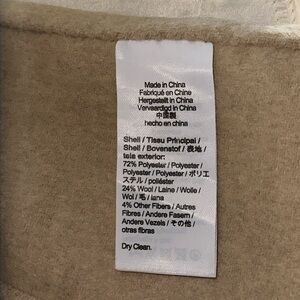 Made in China
Fabriqué en Chine
Hergestellt in China
Vervaardigd in China
中国製
hecho en china
Shell / Tissu Principal /
Shell / Bovenstof / 表地 /
tela exterior:
72% Polyester / Polyester /
Polyester / Polyester / ポリエ
ステル / poliéster
24% Wool / Laine / Wolle /
Wol / 毛 / lana
4% Other Fibers / Autres
Fibres / Andere Fasern /
Andere Vezels / その他 /
otras fibras
Dry Clean.